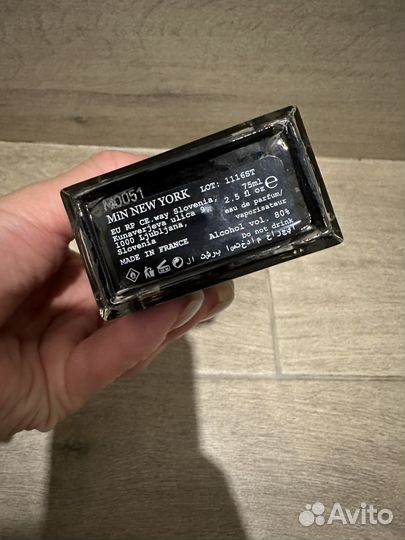 M0051
MiN NEW YORK LOT: 1116ST
EU RP CE.way Slovenia, 75ml e
Kunaverjeva ulica 9, 2.5 fl oz
1000 Ljubljana, eau de parfum/
Slovenia vaporisateur
MADE IN FRANCE Alcohol vol. 80%
Do not drink
Avito